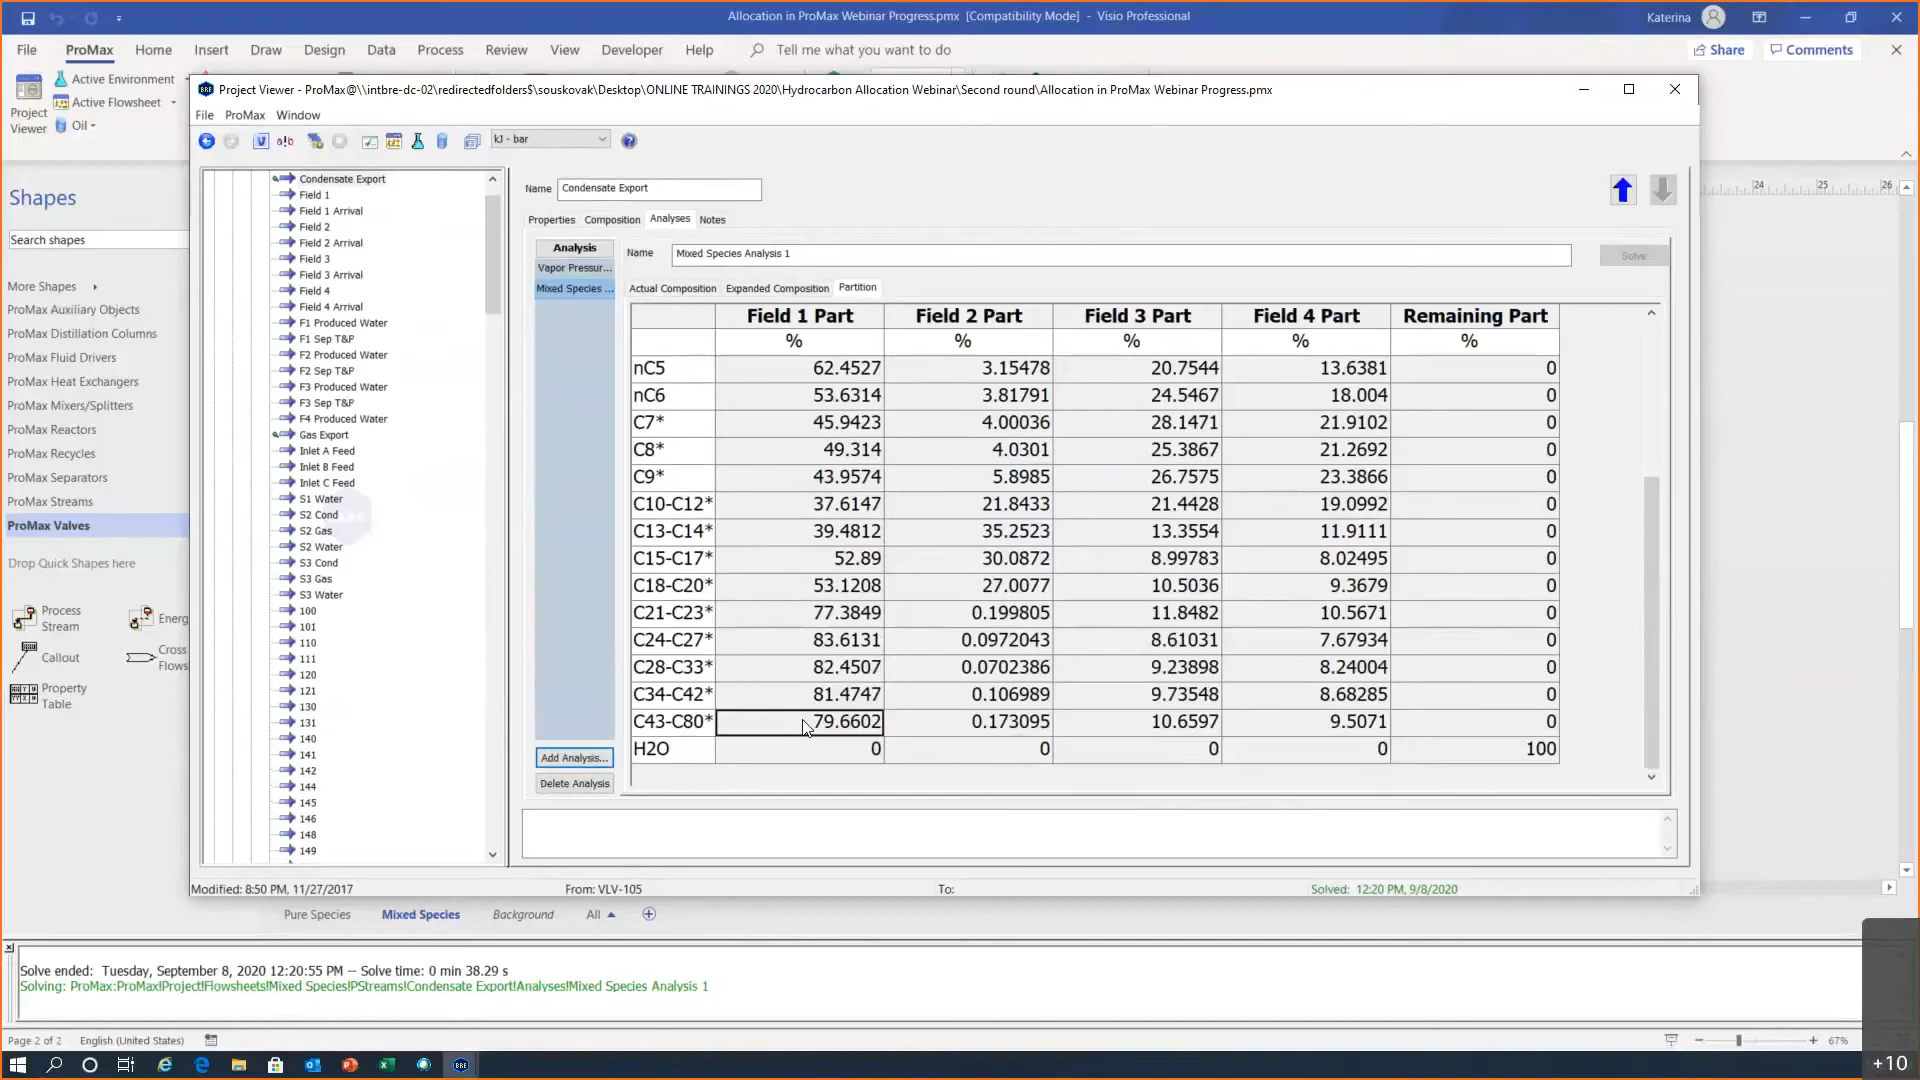 Allocation in ProMax Webinar Progress.pmx [Compatibility Mode] - Visio Professional
Katerina
File ProMax Home Insert Draw Design Data Process Review View Developer Help Tell me what you want to do
Share Comments
Project Viewer
Active Environment
Active Flowsheet
Oil
Project Viewer - ProMax@\\intbre-dc-02\redirectedfolders$\souskovak\Desktop\ONLINE TRAININGS 2020\Hydrocarbon Allocation Webinar\Second round\Allocation in ProMax Webinar Progress.pmx
File ProMax Window
kJ - bar
Shapes
Search shapes
More Shapes
ProMax Auxiliary Objects
ProMax Distillation Columns
ProMax Fluid Drivers
ProMax Heat Exchangers
ProMax Mixers/Splitters
ProMax Reactors
ProMax Recycles
ProMax Separators
ProMax Streams
ProMax Valves
Drop Quick Shapes here
Process Stream
Energ
Callout
Cross Flows
Property Table
Condensate Export
Field 1
Field 1 Arrival
Field 2
Field 2 Arrival
Field 3
Field 3 Arrival
Field 4
Field 4 Arrival
F1 Produced Water
F1 Sep T&P
F2 Produced Water
F2 Sep T&P
F3 Produced Water
F3 Sep T&P
F4 Produced Water
Gas Export
Inlet A Feed
Inlet B Feed
Inlet C Feed
S1 Water
S2 Cond
S2 Gas
S2 Water
S3 Cond
S3 Gas
S3 Water
100
101
110
111
120
121
130
131
140
141
142
144
145
146
148
149
Name Condensate Export
Properties Composition Analyses Notes
Analysis
Vapor Pressur...
Mixed Species ...
Add Analysis...
Delete Analysis
Name Mixed Species Analysis 1
Solve
Actual Composition Expanded Composition Partition
Field 1 Part Field 2 Part Field 3 Part Field 4 Part Remaining Part
% % % % %
nC5 62.4527 3.15478 20.7544 13.6381 0
nC6 53.6314 3.81791 24.5467 18.004 0
C7* 45.9423 4.00036 28.1471 21.9102 0
C8* 49.314 4.0301 25.3867 21.2692 0
C9* 43.9574 5.8985 26.7575 23.3866 0
C10-C12* 37.6147 21.8433 21.4428 19.0992 0
C13-C14* 39.4812 35.2523 13.3554 11.9111 0
C15-C17* 52.89 30.0872 8.99783 8.02495 0
C18-C20* 53.1208 27.0077 10.5036 9.3679 0
C21-C23* 77.3849 0.199805 11.8482 10.5671 0
C24-C27* 83.6131 0.0972043 8.61031 7.67934 0
C28-C33* 82.4507 0.0702386 9.23898 8.24004 0
C34-C42* 81.4747 0.106989 9.73548 8.68285 0
C43-C80* 79.6602 0.173095 10.6597 9.5071 0
H2O 0 0 0 0 100
24 25 26
Modified: 8:50 PM, 11/27/2017 From: VLV-105 To: Solved: 12:20 PM, 9/8/2020
Pure Species Mixed Species Background All
Solve ended: Tuesday, September 8, 2020 12:20:55 PM -- Solve time: 0 min 38.29 s
Solving: ProMax:ProMax!Project!Flowsheets!Mixed Species!PStreams!Condensate Export!Analyses!Mixed Species Analysis 1
Page 2 of 2 English (United States)
67%
+10